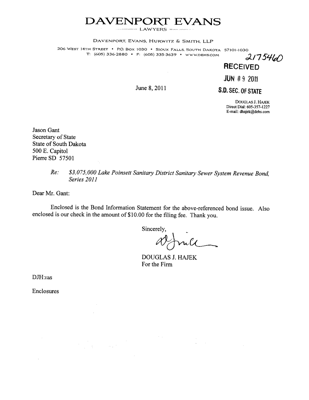 DAVENPORT EVANS
LAWYERS
DAVENPORT, EVANS, HURWITZ & SMITH, LLP
206 WEST 14TH STREET • PO BOX 1030 • SIOUX FALLS SOUTH DAKOTA 57101-1030
P: (605) 336-2880 • F: (605) 335-3639 • WWW.DEHS.COM
2175460
RECEIVED
JUN 09 2011
S.D. SEC. OF STATE
June 8, 2011
DOUGLAS J. HAJEK
Direct Dial: 605-357-1227
E-mail: dhajek@dehs.com
Jason Gant
Secretary of State
State of South Dakota
500 E. Capitol
Pierre SD 57501
Re: $3,073,000 Lake Poinsett Sanitary District Sanitary Sewer System Revenue Bond,
Series 2011
Dear Mr. Gant:
Enclosed is the Bond Information Statement for the above-referenced bond issue. Also
enclosed is our check in the amount of $10.00 for the filing fee. Thank you.
Sincerely,
DOUGLAS J. HAJEK
For the Firm
DJH:saa
Enclosures